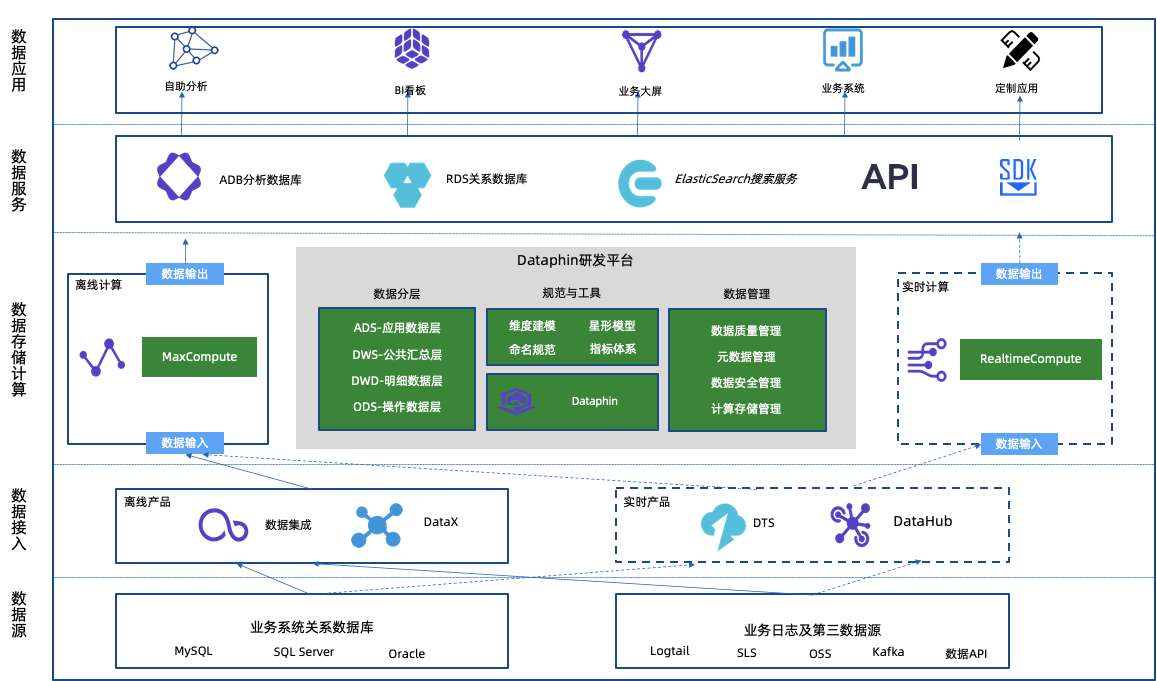 数据应用
自助分析
BI看板
业务大屏
业务系统
定制应用
数据服务
ADB分析数据库
RDS关系数据库
ElasticSearch搜索服务
API
SDK
数据存储计算
数据输出
离线计算
MaxCompute
数据输入
Dataphin研发平台
数据分层
ADS-应用数据层
DWS-公共汇总层
DWD-明细数据层
ODS-操作数据层
规范与工具
维度建模 星形模型
命名规范 指标体系
Dataphin
数据管理
数据质量管理
元数据管理
数据安全管理
计算存储管理
数据输出
实时计算
RealtimeCompute
数据输入
数据接入
离线产品
数据集成
DataX
实时产品
DTS
DataHub
数据源
业务系统关系数据库
MySQL SQL Server Oracle
业务日志及第三数据源
Logtail SLS OSS Kafka 数据API